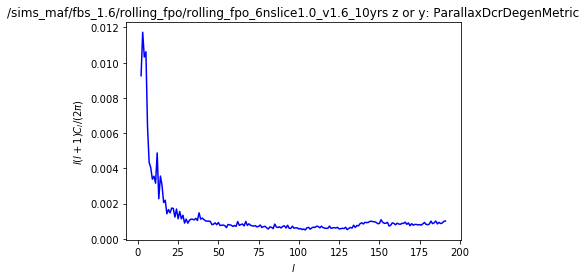 /sims_maf/fbs_1.6/rolling_fpo/rolling_fpo_6nslice1.0_v1.6_10yrs z or y: ParallaxDcrDegenMetric
0.012
0.010
0.008
0.006
0.004
0.002
0.000
l(l + 1)C_l/(2π)
0 25 50 75 100 125 150 175 200
l